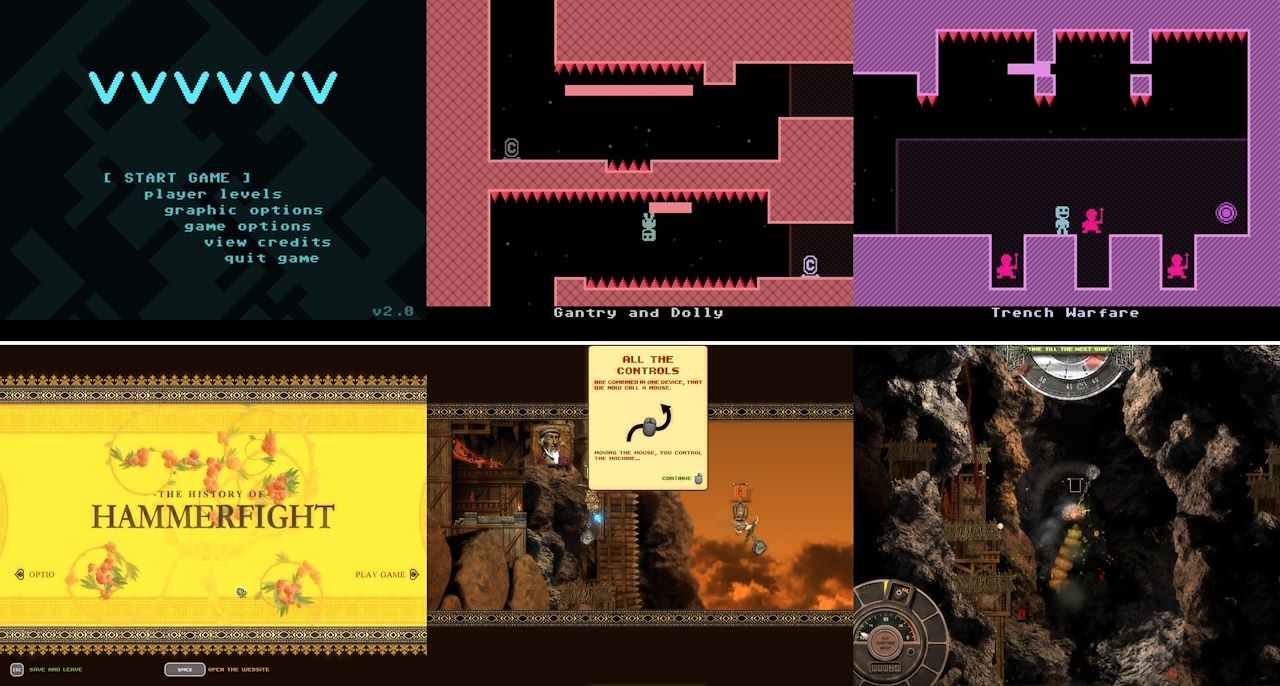 VVVVVV
[ START GAME ]
player levels
graphic options
game options
view credits
quit game
v2.0
C
C
Gantry and Dolly
Trench Warfare
-THE HISTORY OF-
HAMMERFIGHT
OPTIO
PLAY GAME
ESC
SAVE AND LEAVE
SPACE
OPEN THE WEBSITE
ALL THE
CONTROLS
ARE COMBINED IN ONE DEVICE, THAT
WE NOW CALL A MOUSE.
MOVING THE MOUSE, YOU CONTROL
THE MACHINE...
CONTINUE
TIME TILL THE NEXT SHIFT